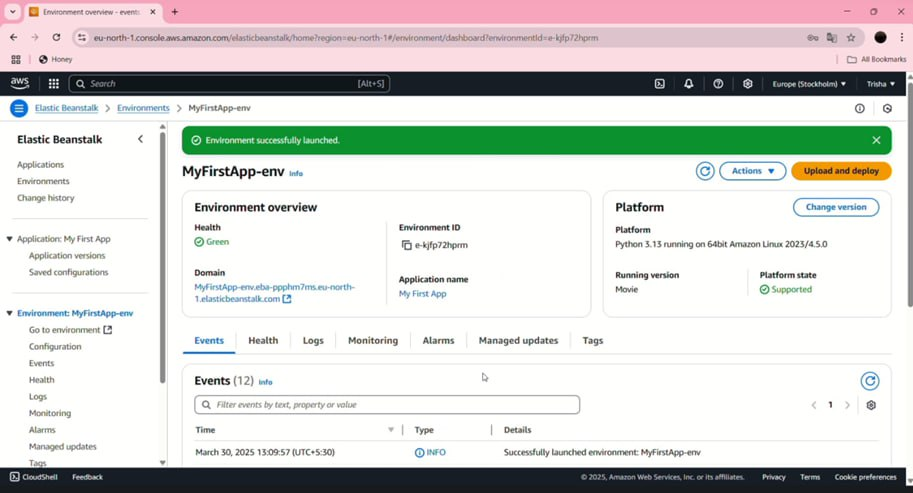 Environment overview - events
eu-north-1.console.aws.amazon.com/elasticbeanstalk/home?region=eu-north-1#/environment/dashboard?environmentId=e-kjfp72hprm
Honey
All Bookmarks
aws
Search
[Alt+S]
Europe (Stockholm)
Trisha
Elastic Beanstalk > Environments > MyFirstApp-env
Elastic Beanstalk
Applications
Environments
Change history
Application: My First App
Application versions
Saved configurations
Environment: MyFirstApp-env
Go to environment
Configuration
Events
Health
Logs
Monitoring
Alarms
Managed updates
Tags
Environment successfully launched.
MyFirstApp-env Info
Actions
Upload and deploy
Environment overview
Health
Green
Environment ID
e-kjfp72hprm
Domain
MyFirstApp-env.eba-ppphm7ms.eu-north-
1.elasticbeanstalk.com
Application name
My First App
Platform
Change version
Platform
Python 3.13 running on 64bit Amazon Linux 2023/4.5.0
Running version
Movie
Platform state
Supported
Events Health Logs Monitoring Alarms Managed updates Tags
Events (12) Info
Filter events by text, property or value
1
Time Type Details
March 30, 2025 13:09:57 (UTC+5:30) INFO Successfully launched environment: MyFirstApp-env
CloudShell Feedback
© 2025, Amazon Web Services, Inc. or its affiliates. Privacy Terms Cookie preferences